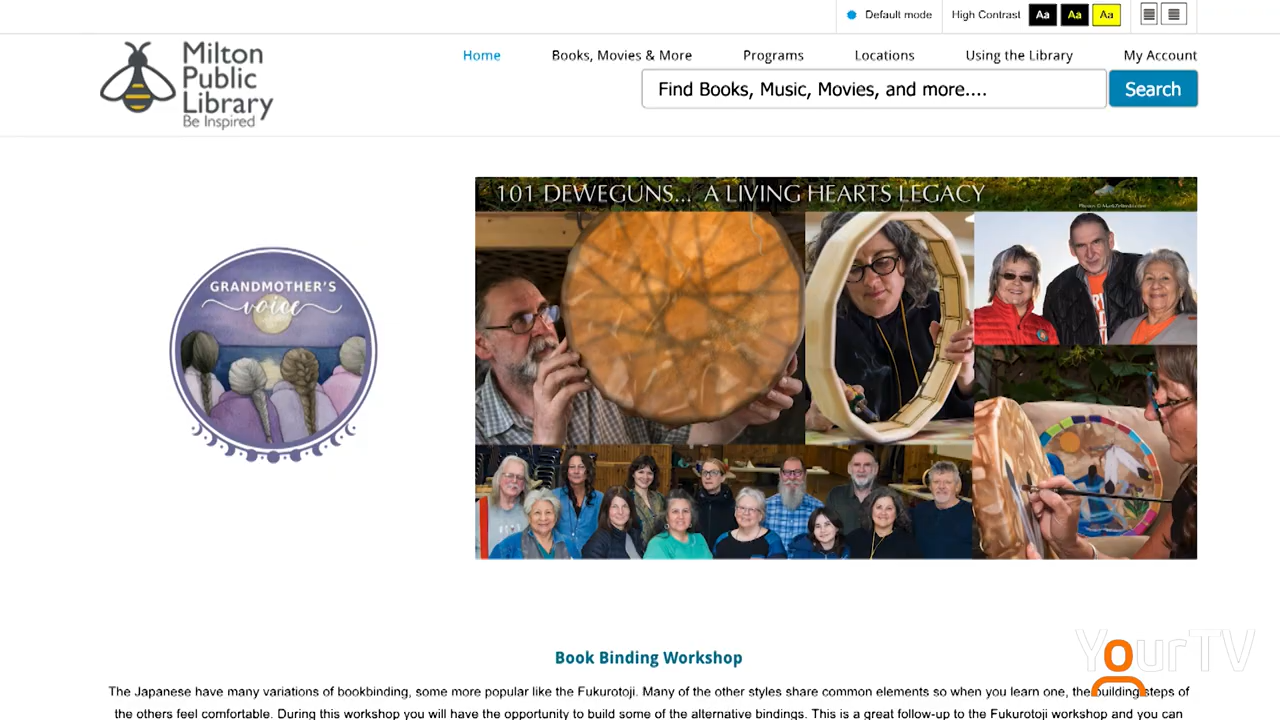 Default mode
High Contrast
Aa
Aa
Aa
Milton
Public
Library
Be Inspired
Home
Books, Movies & More
Programs
Locations
Using the Library
My Account
Find Books, Music, Movies, and more....
Search
101 DEWEGUNS... A LIVING HEARTS LEGACY
GRANDMOTHER'S
voice
Book Binding Workshop
The Japanese have many variations of bookbinding, some more popular like the Fukurotoji. Many of the other styles share common elements so when you learn one, the building steps of
the others feel comfortable. During this workshop you will have the opportunity to build some of the alternative bindings. This is a great follow-up to the Fukurotoji workshop and you can
YourTV